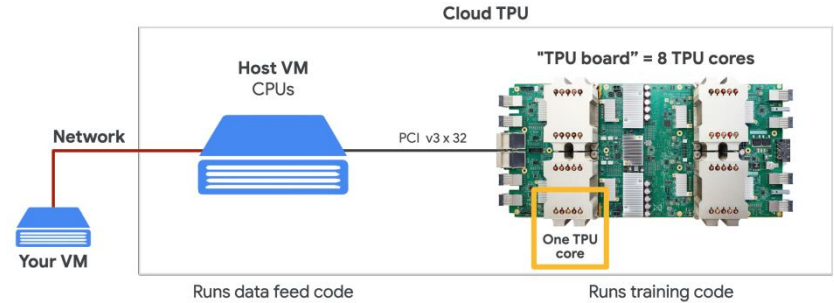 Cloud TPU
"TPU board” = 8 TPU cores
Host VM
CPUs
Network
PCI v3 x 32
One TPU
core
Your VM
Runs data feed code
Runs training code